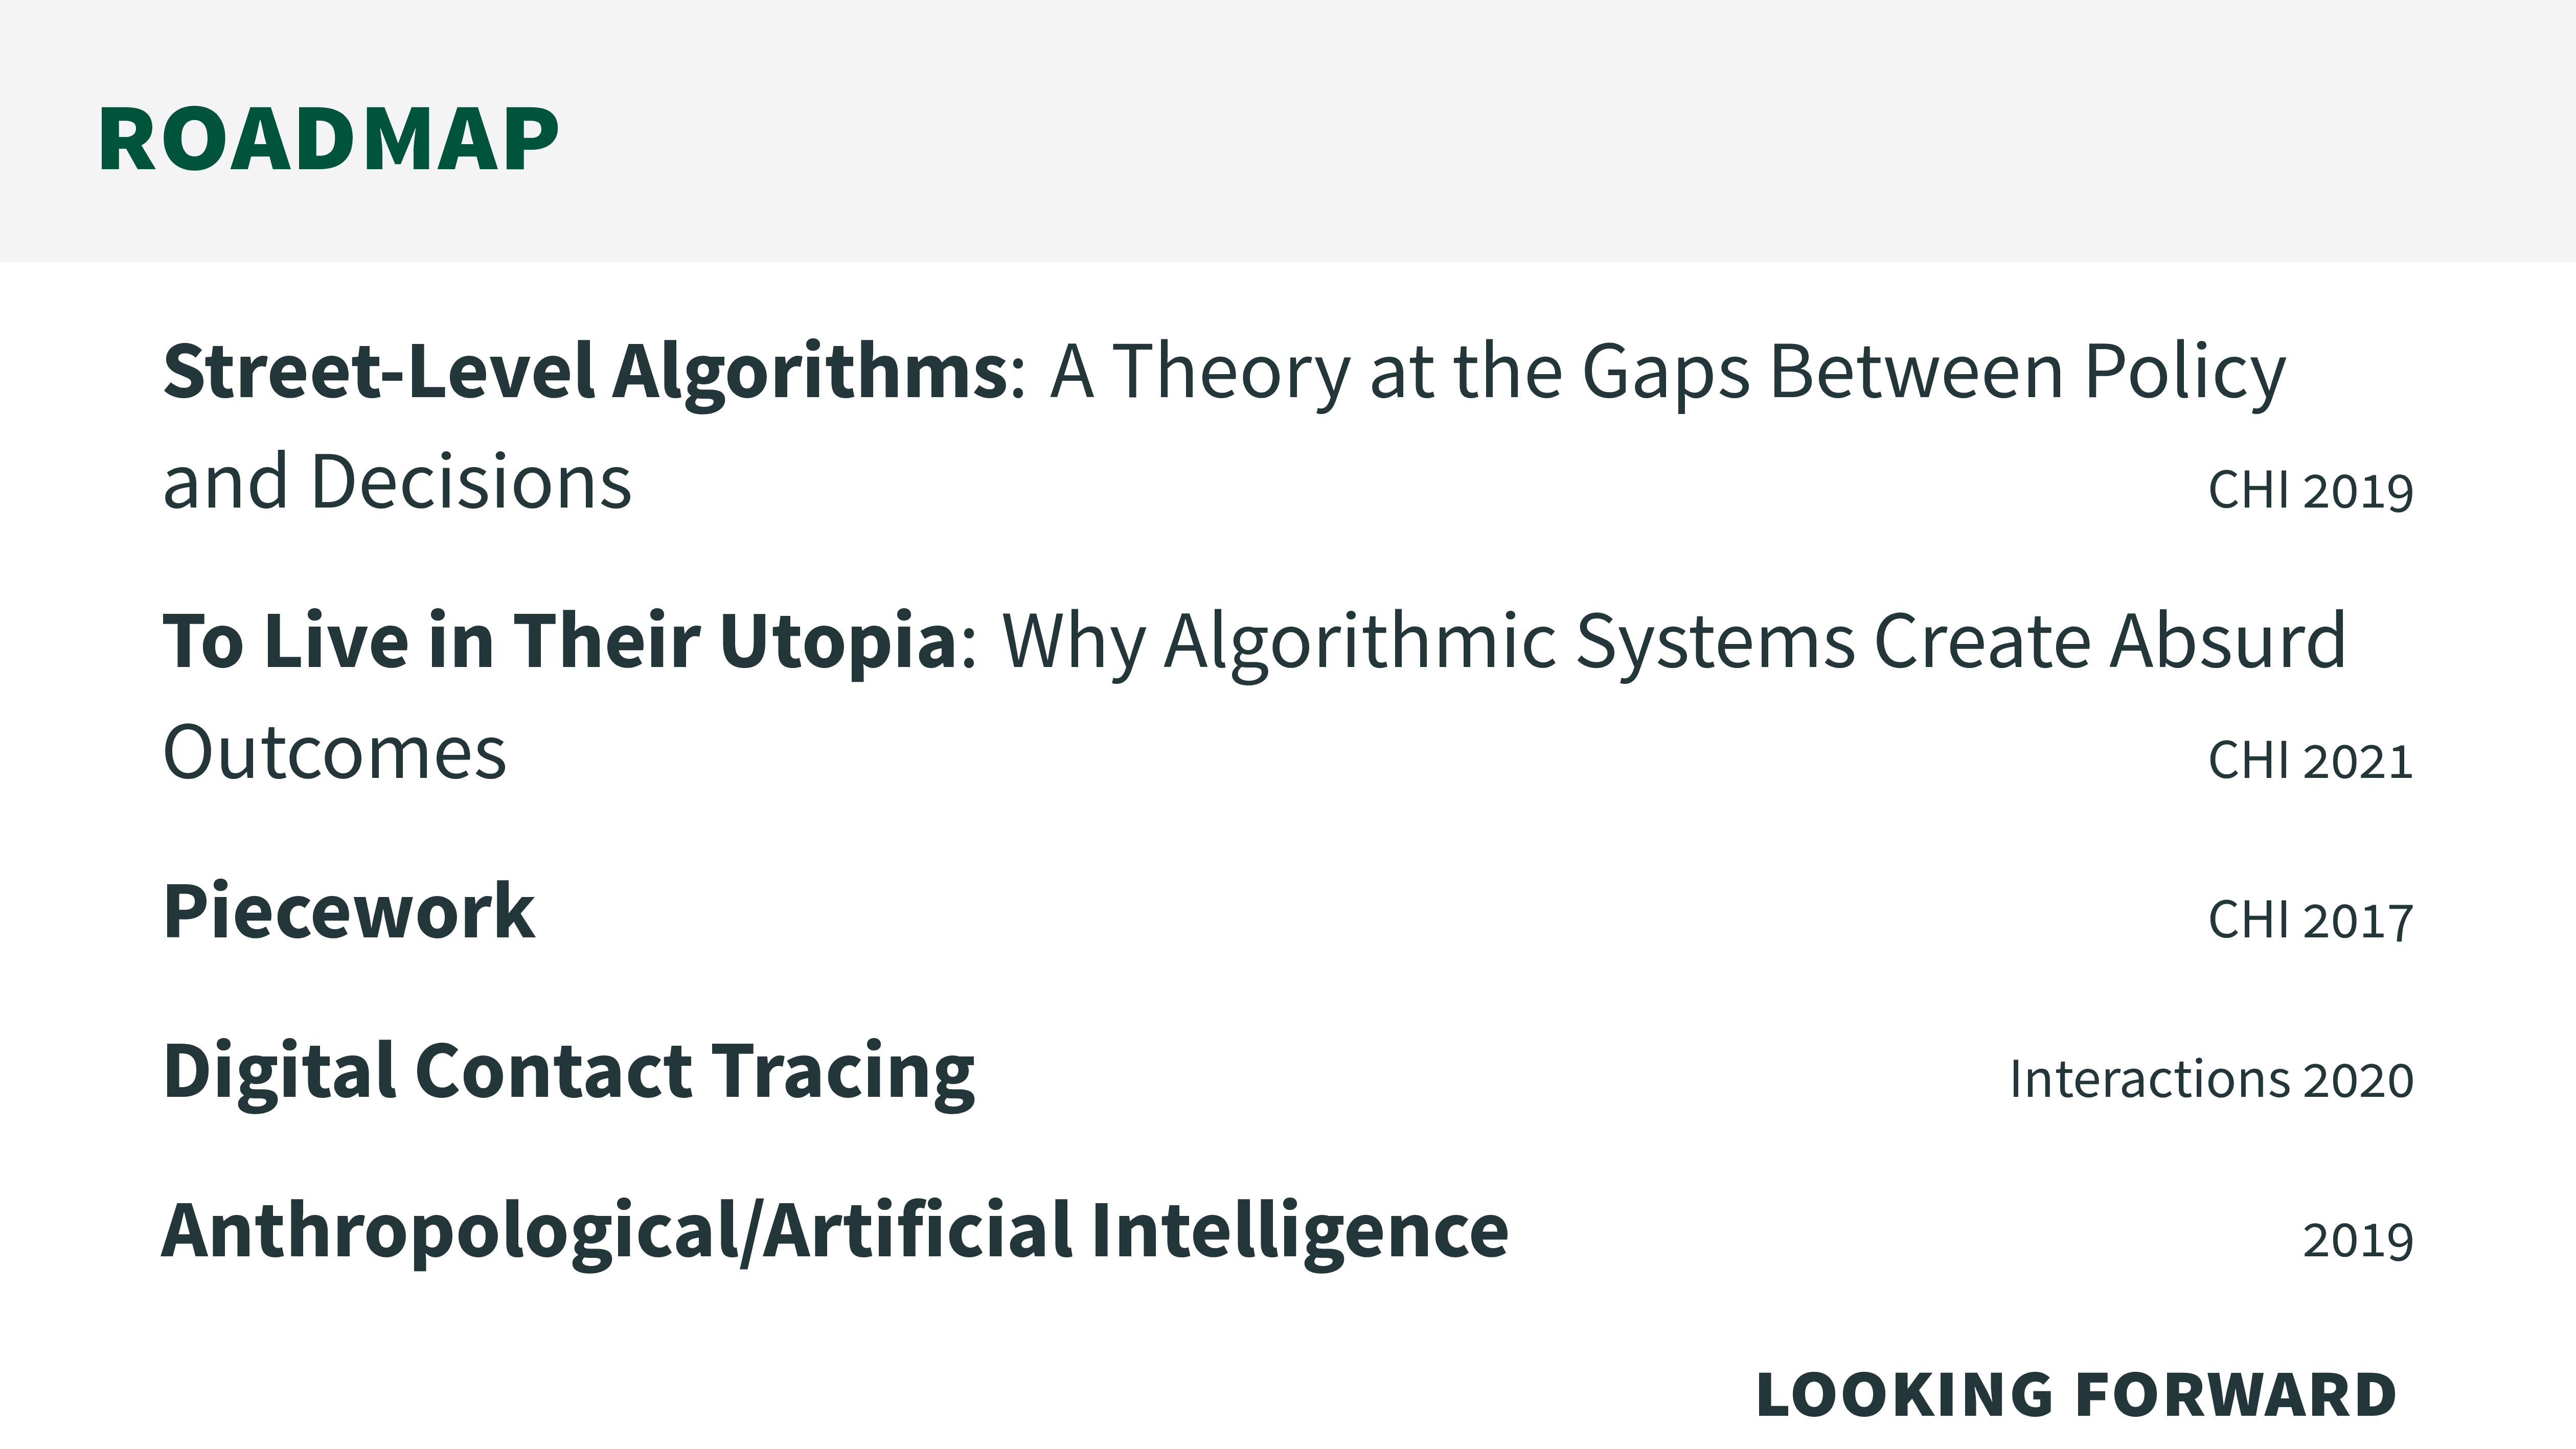 ROADMAP
Street-Level Algorithms: A Theory at the Gaps Between Policy
and Decisions CHI 2019
To Live in Their Utopia: Why Algorithmic Systems Create Absurd
Outcomes CHI 2021
Piecework CHI 2017
Digital Contact Tracing Interactions 2020
Anthropological/Artificial Intelligence 2019
LOOKING FORWARD